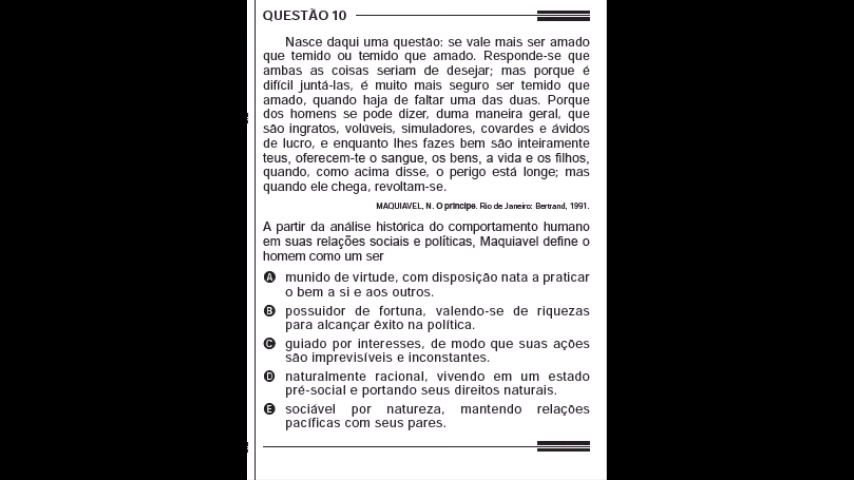 QUESTÃO 10
Nasce daqui uma questão: se vale mais ser amado
que temido ou temido que amado. Responde-se que
ambas as coisas seriam de desejar; mas porque é
difícil juntá-las, é muito mais seguro ser temido que
amado, quando haja de faltar uma das duas. Porque
dos homens se pode dizer, duma maneira geral, que
são ingratos, volúveis, simuladores, covardes e ávidos
de lucro, e enquanto lhes fazes bem são inteiramente
teus, oferecem-te o sangue, os bens, a vida e os filhos,
quando, como acima disse, o perigo está longe; mas
quando ele chega, revoltam-se.
MAQUIAVEL, N. O príncipe. Rio de Janeiro: Bertrand, 1991.
A partir da análise histórica do comportamento humano
em suas relações sociais e políticas, Maquiavel define o
homem como um ser
A munido de virtude, com disposição nata a praticar
o bem a si e aos outros.
B possuidor de fortuna, valendo-se de riquezas
para alcançar êxito na política.
C guiado por interesses, de modo que suas ações
são imprevisíveis e inconstantes.
D naturalmente racional, vivendo em um estado
pré-social e portando seus direitos naturais.
E sociável por natureza, mantendo relações
pacíficas com seus pares.